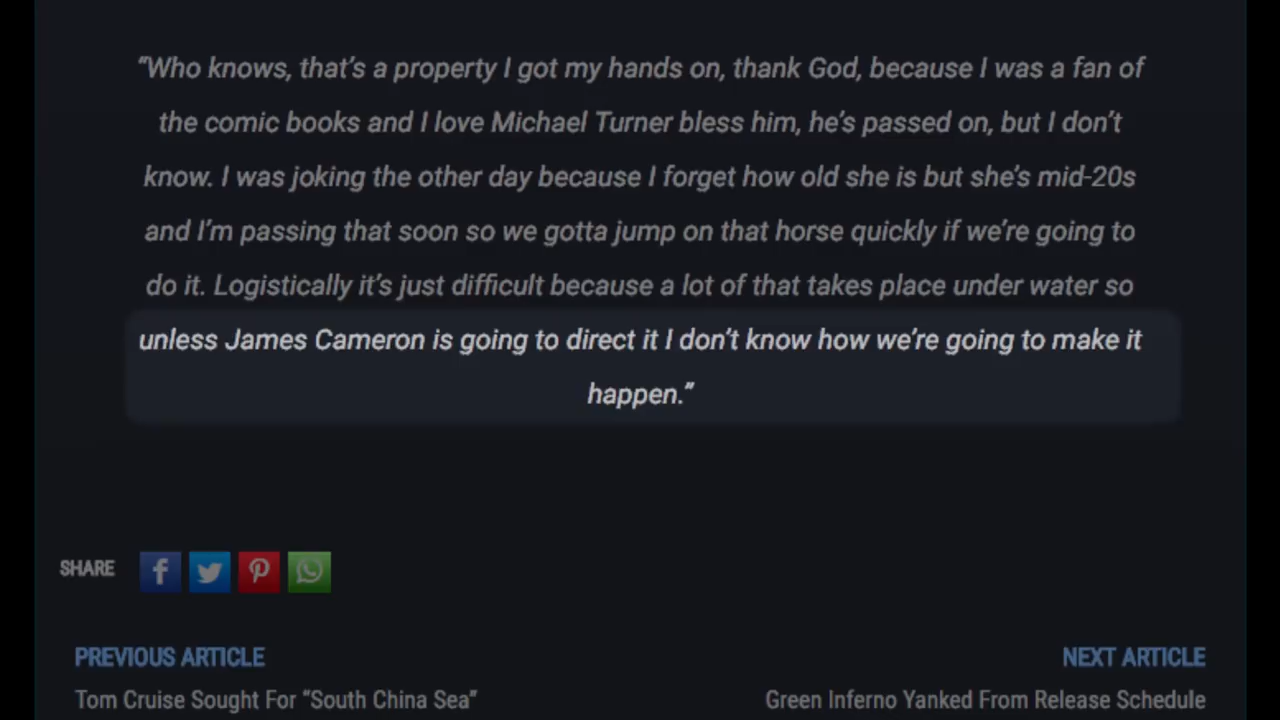 “Who knows, that’s a property I got my hands on, thank God, because I was a fan of
the comic books and I love Michael Turner bless him, he’s passed on, but I don’t
know. I was joking the other day because I forget how old she is but she’s mid-20s
and I’m passing that soon so we gotta jump on that horse quickly if we’re going to
do it. Logistically it’s just difficult because a lot of that takes place under water so
unless James Cameron is going to direct it I don’t know how we’re going to make it
happen.”
SHARE
PREVIOUS ARTICLE
Tom Cruise Sought For “South China Sea”
NEXT ARTICLE
Green Inferno Yanked From Release Schedule